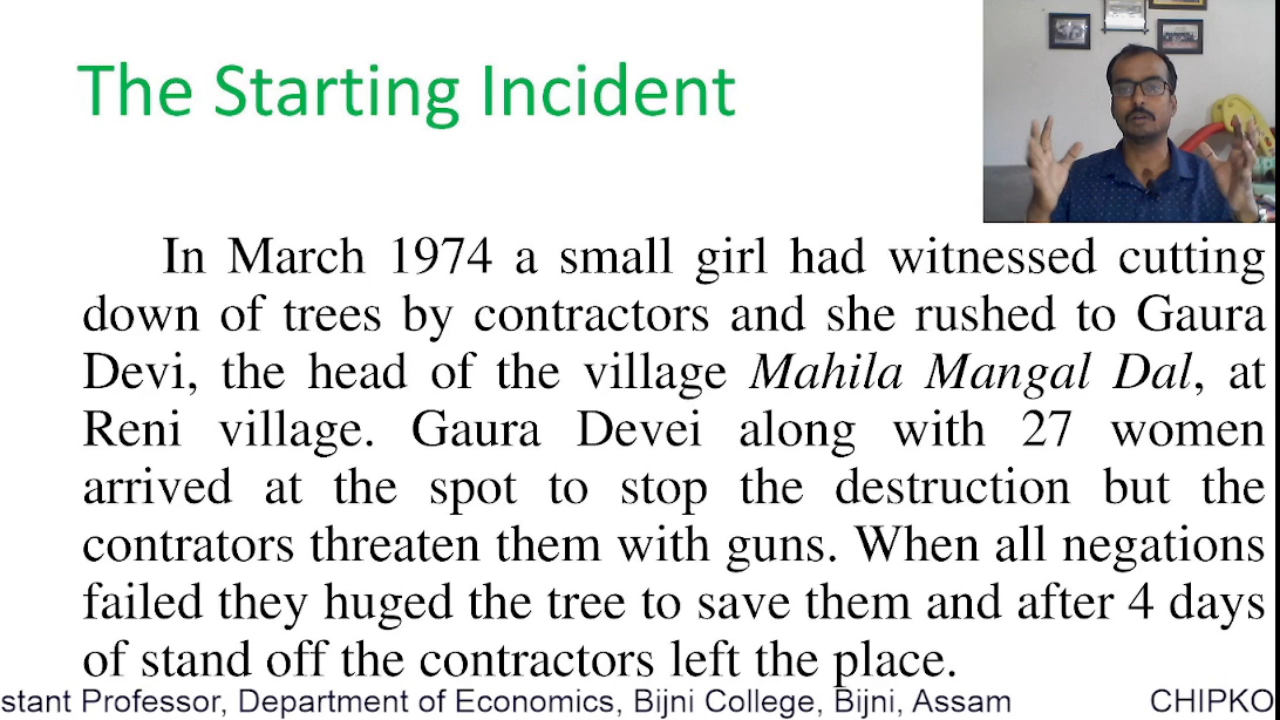 The Starting Incident
In March 1974 a small girl had witnessed cutting
down of trees by contractors and she rushed to Gaura
Devi, the head of the village Mahila Mangal Dal, at
Reni village. Gaura Devei along with 27 women
arrived at the spot to stop the destruction but the
contrators threaten them with guns. When all negations
failed they huged the tree to save them and after 4 days
of stand off the contractors left the place.
stant Professor, Department of Economics, Bijni College, Bijni, Assam CHIPKO